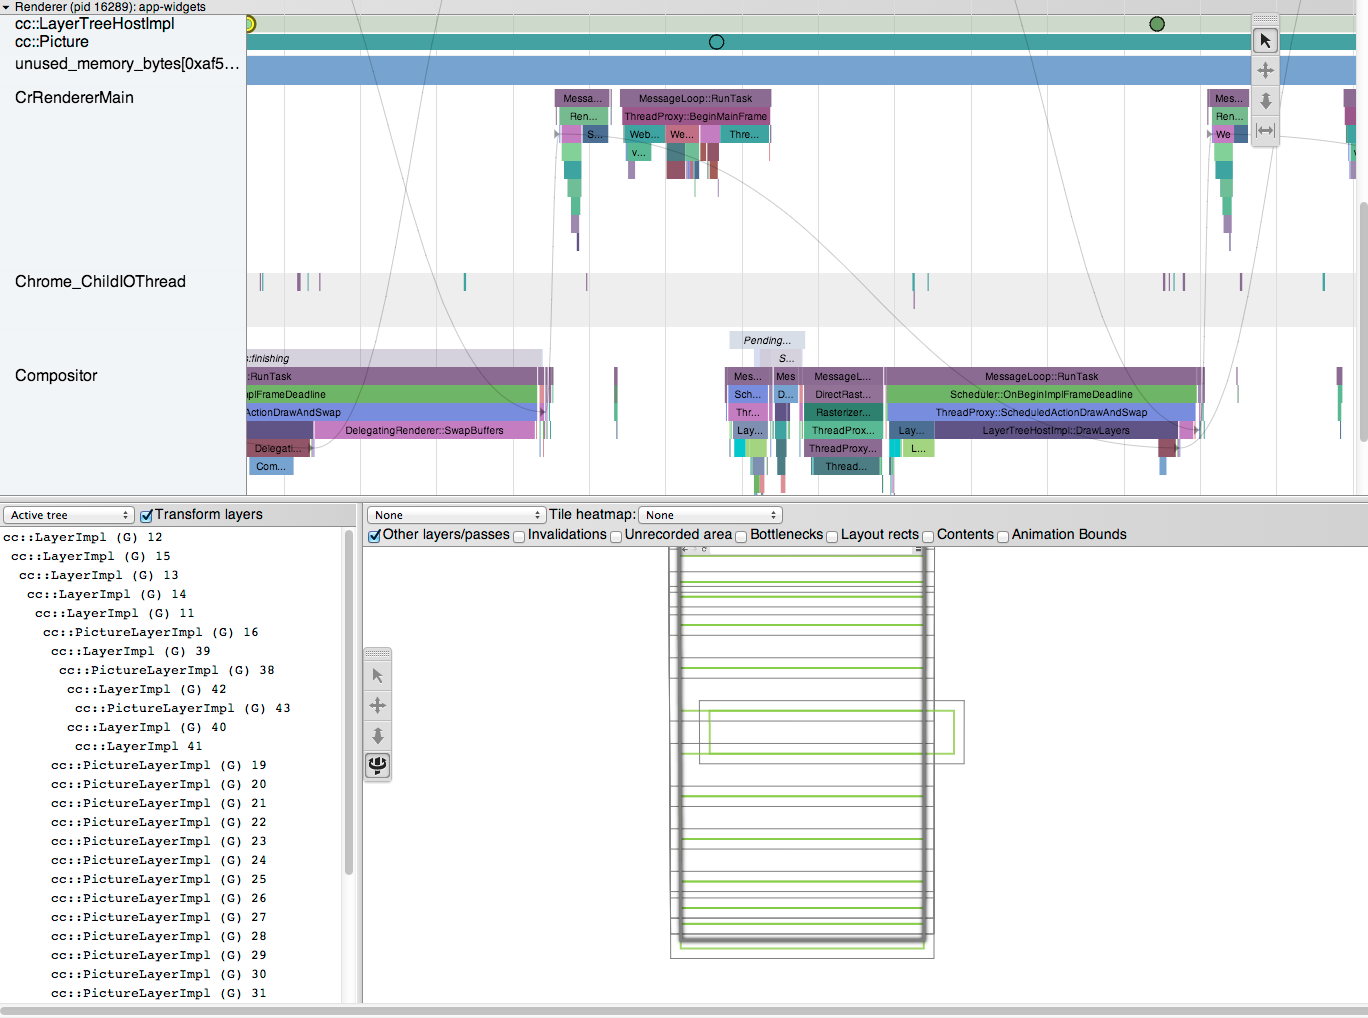 Renderer (pid 16289): app-widgets
cc::LayerTreeHostImpl
cc::Picture
unused_memory_bytes[0xaf5...
CrRendererMain
Messa... MessageLoop::RunTask Mes...
Ren... ThreadProxy::BeginMainFrame Ren...
S... Web... We... Thre... We
v...
Chrome_ChildIOThread
Pending...
s:finishing S...
Compositor
:RunTask Mes... Mes MessageL... MessageLoop::RunTask
nplFrameDeadline Sch... D... DirectRast... Scheduler::OnBeginImplFrameDeadline
ActionDrawAndSwap Thr... Rasterizer... ThreadProxy::ScheduledActionDrawAndSwap
DelegatingRenderer::SwapBuffers Lay... ThreadProx... Lay... LayerTreeHostImpl::DrawLayers
Delegati... ThreadProxy... L...
Com... Thread...
Active tree Transform layers
None Tile heatmap: None
Other layers/passes Invalidations Unrecorded area Bottlenecks Layout rects Contents Animation Bounds
cc::LayerImpl (G) 12
cc::LayerImpl (G) 15
cc::LayerImpl (G) 13
cc::LayerImpl (G) 14
cc::LayerImpl (G) 11
cc::PictureLayerImpl (G) 16
cc::LayerImpl (G) 39
cc::PictureLayerImpl (G) 38
cc::LayerImpl (G) 42
cc::PictureLayerImpl (G) 43
cc::LayerImpl (G) 40
cc::LayerImpl 41
cc::PictureLayerImpl (G) 19
cc::PictureLayerImpl (G) 20
cc::PictureLayerImpl (G) 21
cc::PictureLayerImpl (G) 22
cc::PictureLayerImpl (G) 23
cc::PictureLayerImpl (G) 24
cc::PictureLayerImpl (G) 25
cc::PictureLayerImpl (G) 26
cc::PictureLayerImpl (G) 27
cc::PictureLayerImpl (G) 28
cc::PictureLayerImpl (G) 29
cc::PictureLayerImpl (G) 30
cc::PictureLayerImpl (G) 31